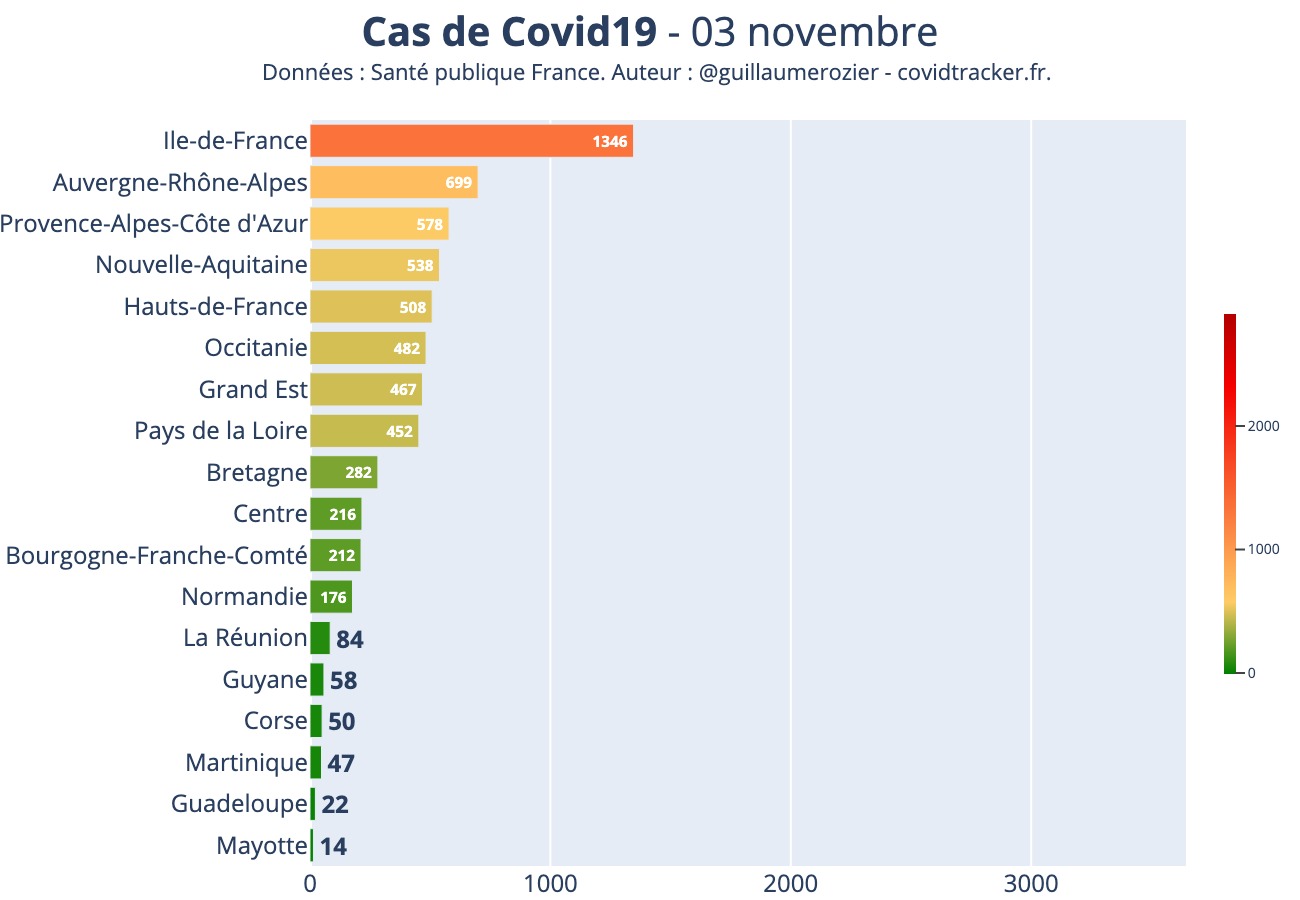 Cas de Covid19 - 03 novembre
Données : Santé publique France. Auteur : @guillaumerozier - covidtracker.fr.
Ile-de-France 1346
Auvergne-Rhône-Alpes 699
Provence-Alpes-Côte d'Azur 578
Nouvelle-Aquitaine 538
Hauts-de-France 508
Occitanie 482
Grand Est 467
Pays de la Loire 452
Bretagne 282
Centre 216
Bourgogne-Franche-Comté 212
Normandie 176
La Réunion 84
Guyane 58
Corse 50
Martinique 47
Guadeloupe 22
Mayotte 14
0 1000 2000 3000
2000
1000
0